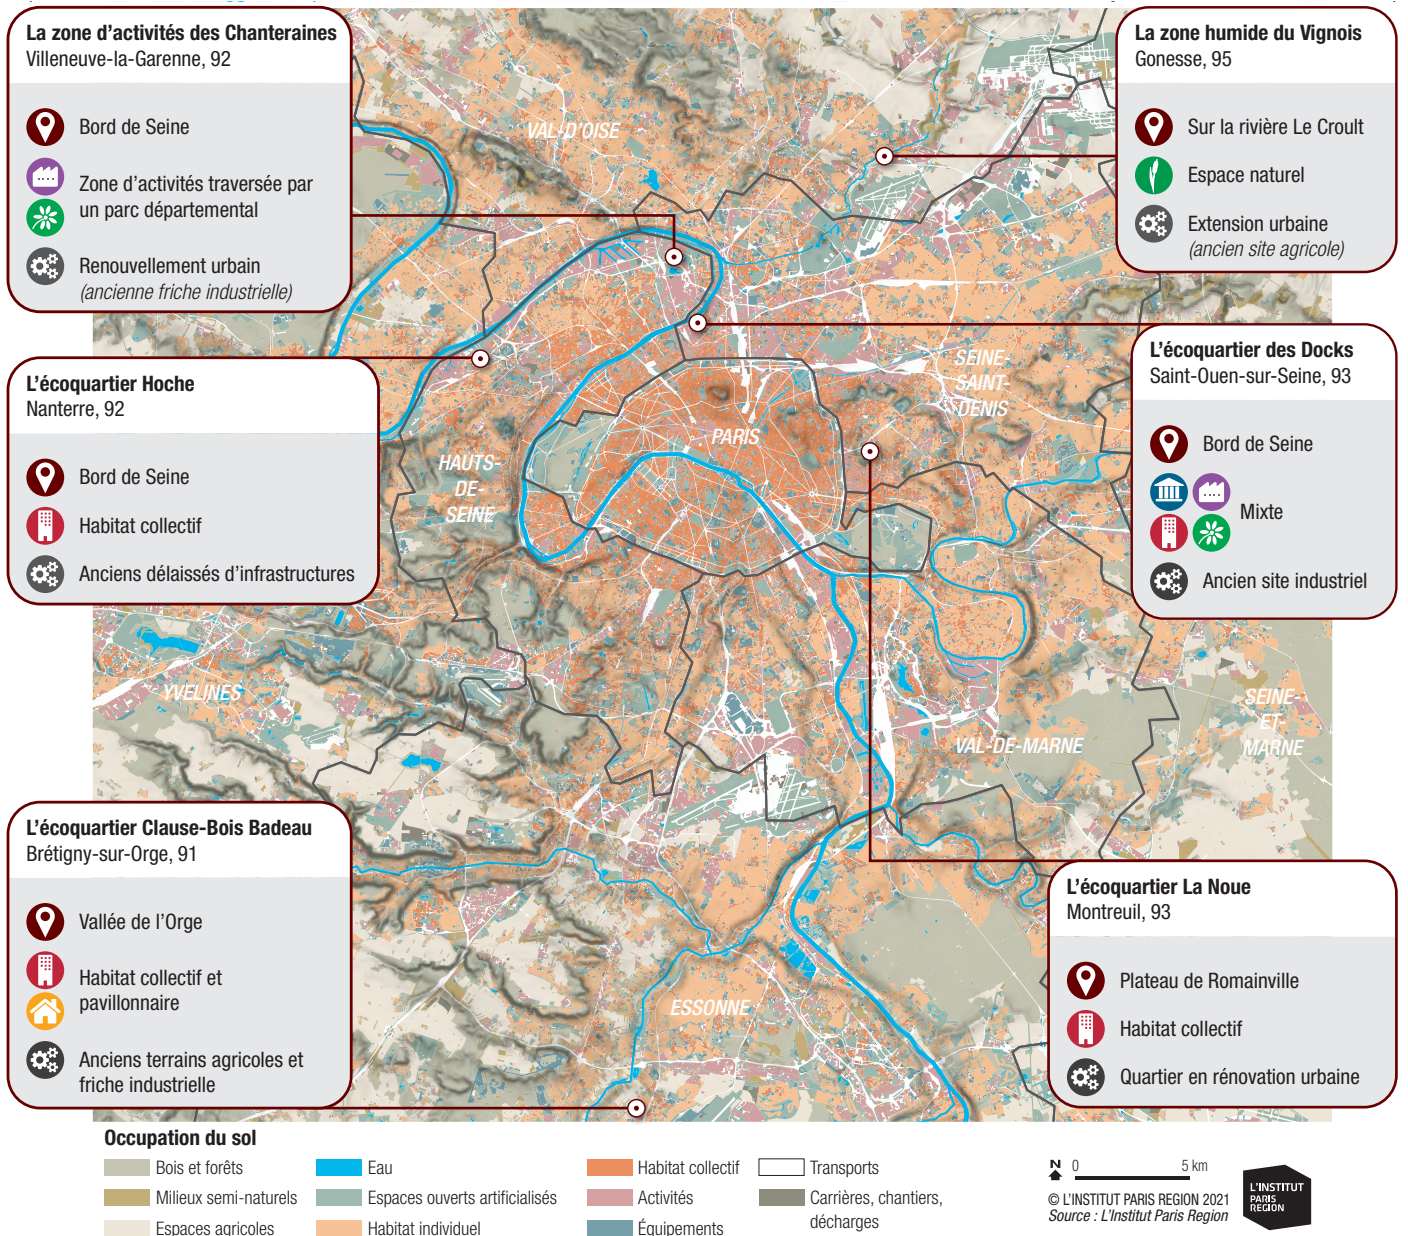 La zone d'activités des Chanteraines
Villeneuve-la-Garenne, 92
Bord de Seine
Zone d'activités traversée par
un parc départemental
Renouvellement urbain
(ancienne friche industrielle)
La zone humide du Vignois
Gonesse, 95
Sur la rivière Le Croult
Espace naturel
Extension urbaine
(ancien site agricole)
L'écoquartier Hoche
Nanterre, 92
Bord de Seine
Habitat collectif
Anciens délaissés d'infrastructures
L'écoquartier des Docks
Saint-Ouen-sur-Seine, 93
Bord de Seine
Mixte
Ancien site industriel
L'écoquartier Clause-Bois Badeau
Brétigny-sur-Orge, 91
Vallée de l'Orge
Habitat collectif et
pavillonnaire
Anciens terrains agricoles et
friche industrielle
L'écoquartier La Noue
Montreuil, 93
Plateau de Romainville
Habitat collectif
Quartier en rénovation urbaine
VAL-D'OISE
SEINE-
SAINT-
DENIS
PARIS
HAUTS-
DE-
SEINE
YVELINES
VAL-DE-MARNE
SEINE-
ET-
MARNE
ESSONNE
Occupation du sol
Bois et forêts
Milieux semi-naturels
Espaces agricoles
Eau
Espaces ouverts artificialisés
Habitat individuel
Habitat collectif
Activités
Équipements
Transports
Carrières, chantiers,
décharges
N 0 5 km
© L'INSTITUT PARIS REGION 2021
Source : L'Institut Paris Region
L'INSTITUT
PARIS
REGION